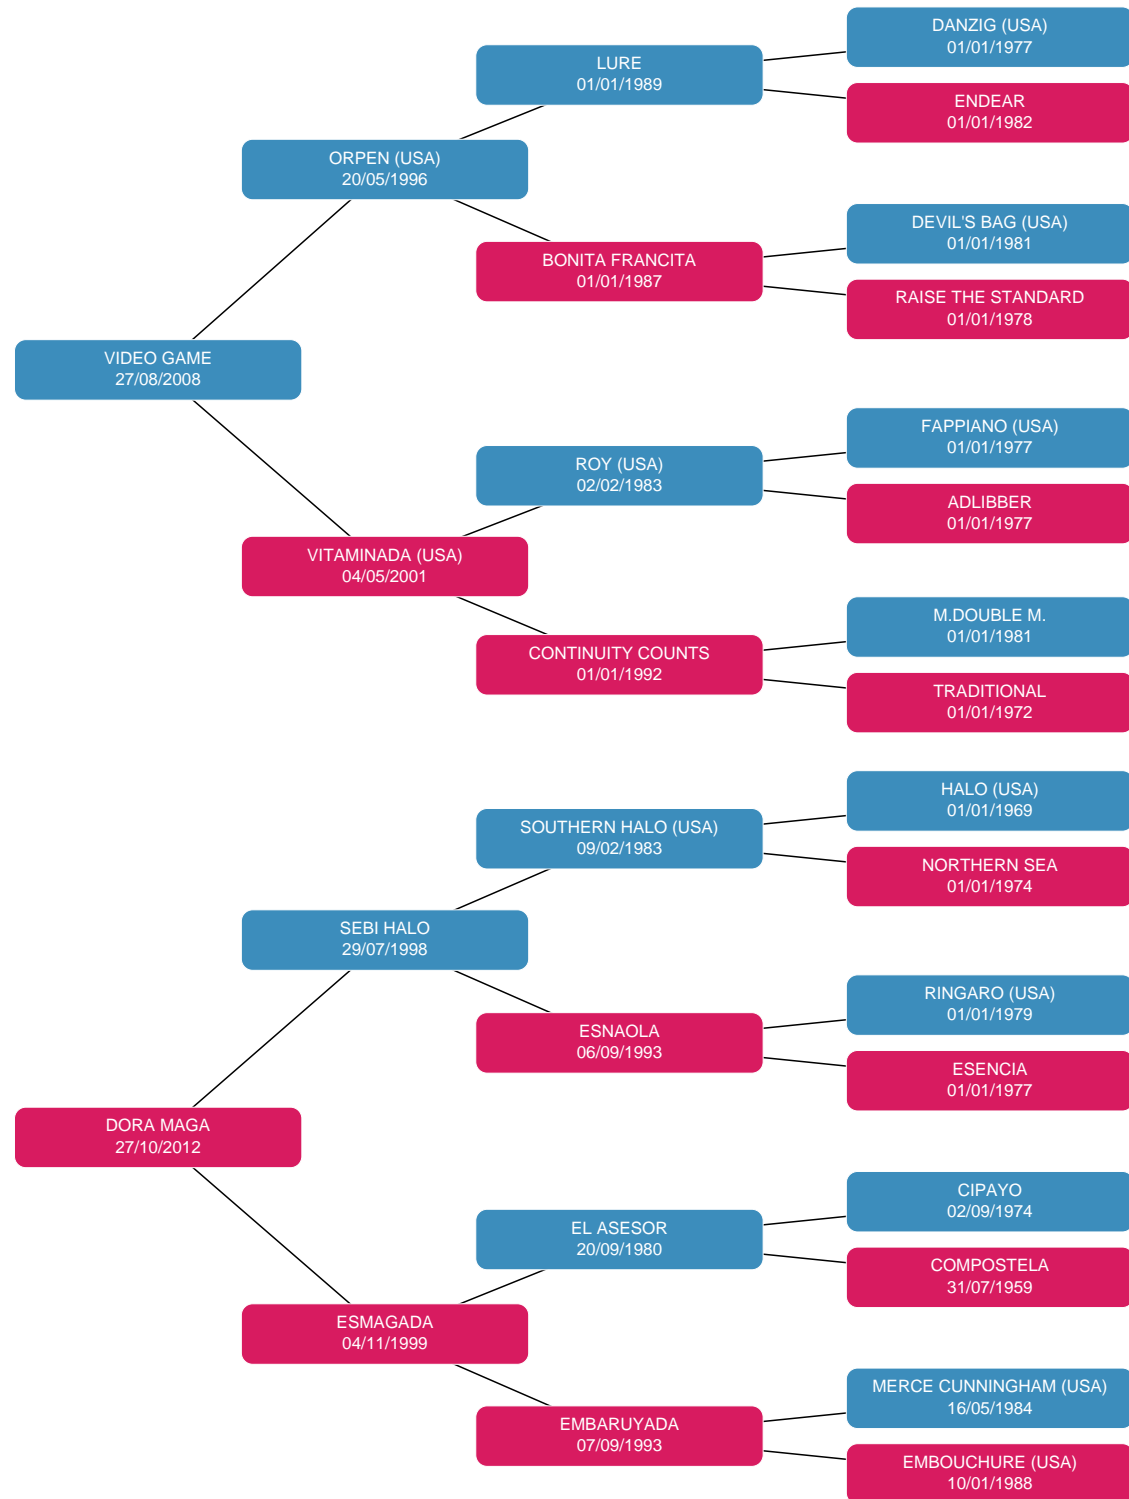 DANZIG (USA)
01/01/1977
LURE
01/01/1989
ENDEAR
01/01/1982
ORPEN (USA)
20/05/1996
DEVIL'S BAG (USA)
01/01/1981
BONITA FRANCITA
01/01/1987
RAISE THE STANDARD
01/01/1978
VIDEO GAME
27/08/2008
FAPPIANO (USA)
01/01/1977
ROY (USA)
02/02/1983
ADLIBBER
01/01/1977
VITAMINADA (USA)
04/05/2001
M.DOUBLE M.
01/01/1981
CONTINUITY COUNTS
01/01/1992
TRADITIONAL
01/01/1972
HALO (USA)
01/01/1969
SOUTHERN HALO (USA)
09/02/1983
NORTHERN SEA
01/01/1974
SEBI HALO
29/07/1998
RINGARO (USA)
01/01/1979
ESNAOLA
06/09/1993
ESENCIA
01/01/1977
DORA MAGA
27/10/2012
CIPAYO
02/09/1974
EL ASESOR
20/09/1980
COMPOSTELA
31/07/1959
ESMAGADA
04/11/1999
MERCE CUNNINGHAM (USA)
16/05/1984
EMBARUYADA
07/09/1993
EMBOUCHURE (USA)
10/01/1988